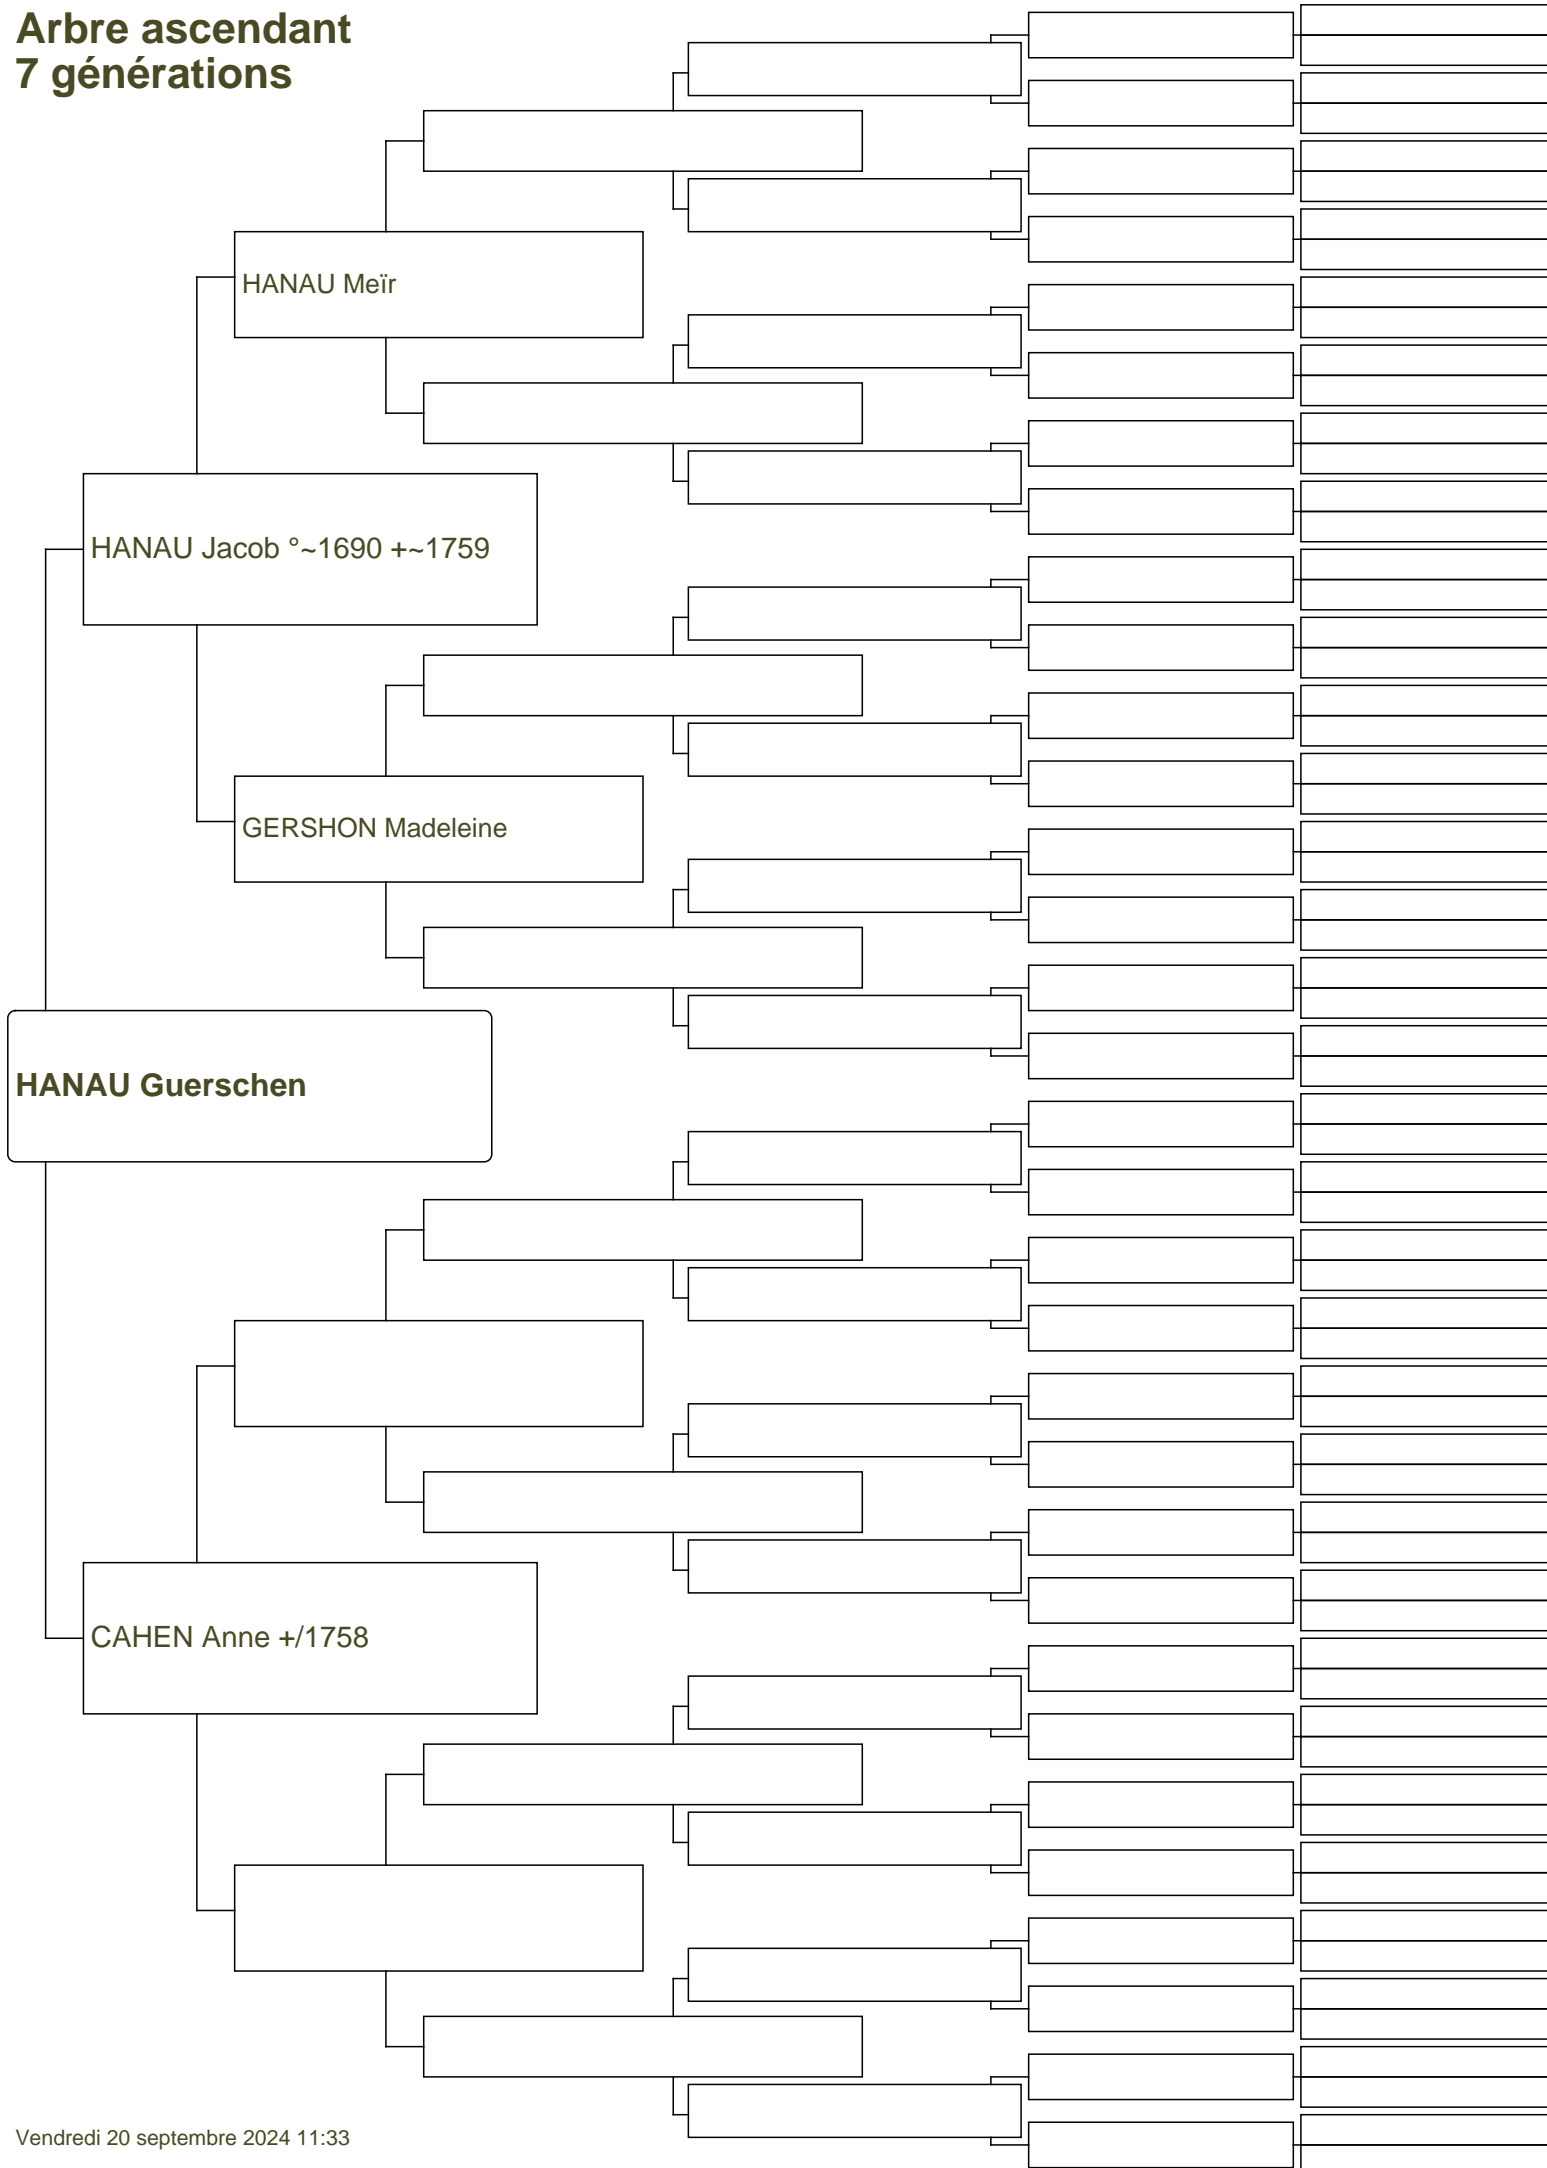 Arbre ascendant
7 générations
HANAU Meïr
HANAU Jacob °~1690 +~1759
GERSHON Madeleine
HANAU Guerschen
CAHEN Anne +/1758
Vendredi 20 septembre 2024 11:33